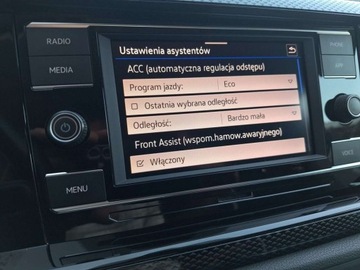 RADIO
MEDIA
MENU
Ustawienia asystentów
ACC (automatyczna regulacja odstępu)
Program jazdy: Eco
Ostatnia wybrana odległość
Odległość: Bardzo mała
Front Assist (wspom.hamow.awaryjnego)
Włączony
PHONE
VOICE